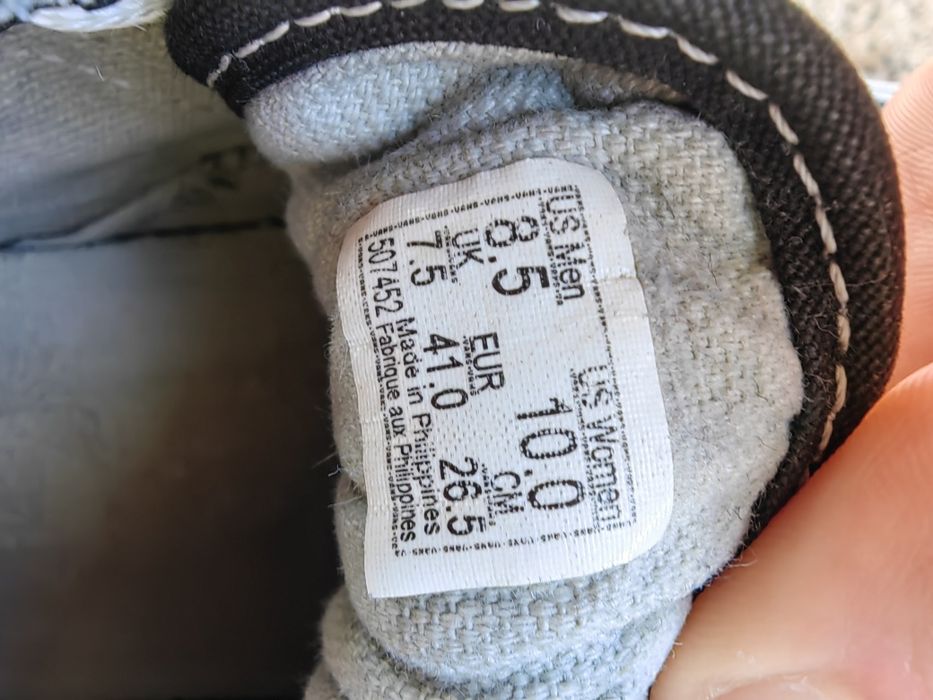 US Men US Women
8.5 10.0
UK EUR CM
7.5 41.0 26.5
Made in Philippines
507452 Fabrique aux Philippines